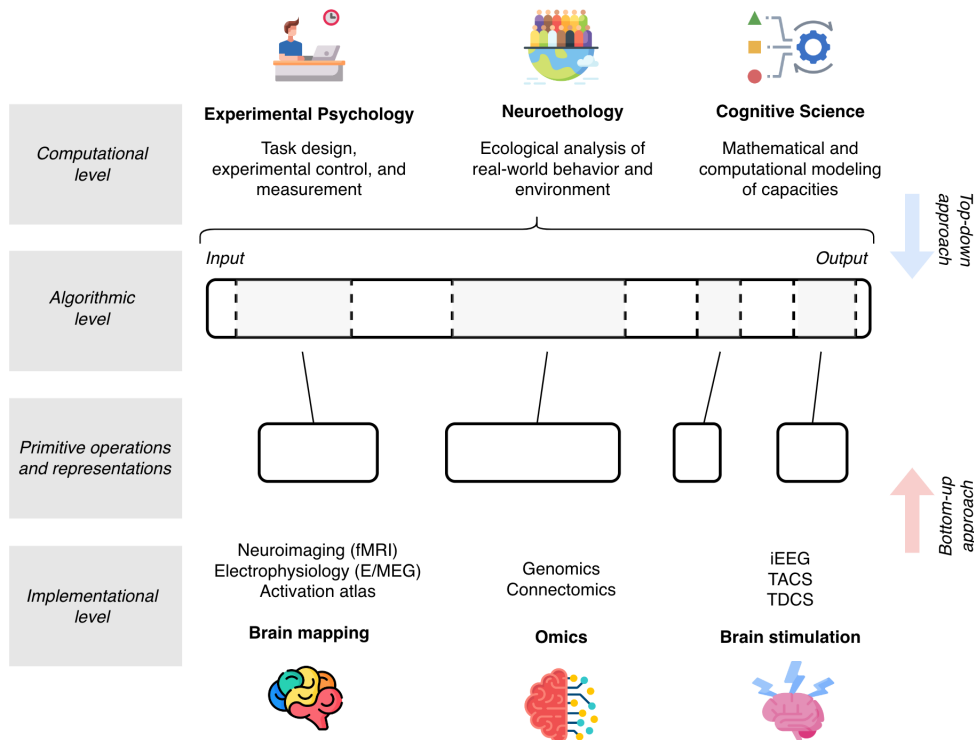 Experimental Psychology
Neuroethology
Cognitive Science
Computational
level
Task design,
experimental control, and
measurement
Ecological analysis of
real-world behavior and
environment
Mathematical and
computational modeling
of capacities
Top-down
approach
Input
Output
Algorithmic
level
Primitive operations
and representations
Bottom-up
approach
Implementational
level
Neuroimaging (fMRI)
Electrophysiology (E/MEG)
Activation atlas
Genomics
Connectomics
iEEG
TACS
TDCS
Brain mapping
Omics
Brain stimulation